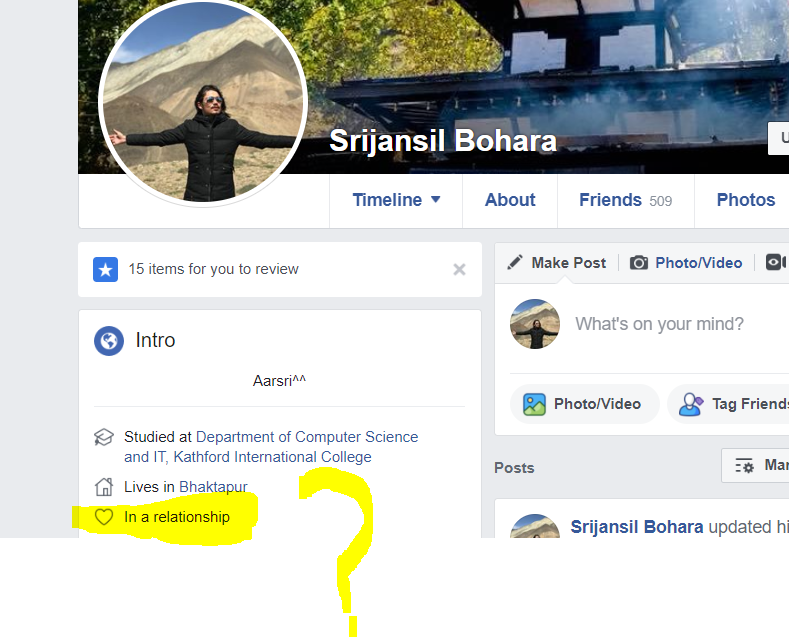 Srijansil Bohara
U
Timeline
About
Friends 509
Photos
15 items for you to review
Make Post
Photo/Video
Intro
Aarsri^^
Studied at Department of Computer Science
and IT, Kathford International College
Lives in Bhaktapur
In a relationship
?
What's on your mind?
Photo/Video
Tag Friends
Posts
Mar
Srijansil Bohara updated hi